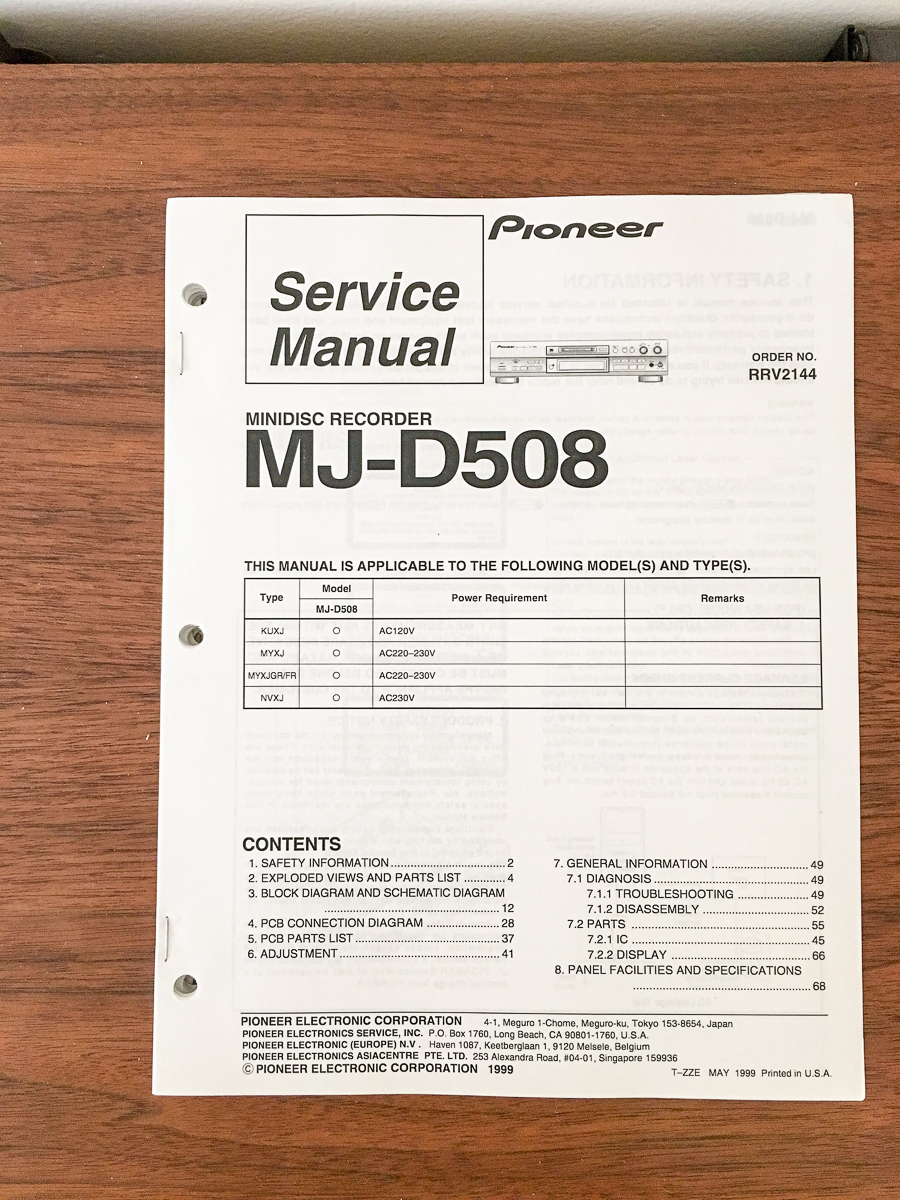 Pioneer
Service
Manual
Pioneer
ORDER NO.
RRV2144
MINIDISC RECORDER
MJ-D508
THIS MANUAL IS APPLICABLE TO THE FOLLOWING MODEL(S) AND TYPE(S).
Type Model Power Requirement Remarks
MJ-D508
KUXJ ○ AC120V
MYXJ ○ AC220–230V
MYXJGR/FR ○ AC220–230V
NVXJ ○ AC230V
CONTENTS
1. SAFETY INFORMATION ................................... 2
2. EXPLODED VIEWS AND PARTS LIST ............ 4
3. BLOCK DIAGRAM AND SCHEMATIC DIAGRAM
..................................................... 12
4. PCB CONNECTION DIAGRAM ...................... 28
5. PCB PARTS LIST ............................................ 37
6. ADJUSTMENT ................................................ 41
7. GENERAL INFORMATION ............................. 49
7.1 DIAGNOSIS ................................................ 49
7.1.1 TROUBLESHOOTING ...................... 49
7.1.2 DISASSEMBLY ................................ 52
7.2 PARTS ...................................................... 55
7.2.1 IC ...................................................... 45
7.2.2 DISPLAY .......................................... 66
8. PANEL FACILITIES AND SPECIFICATIONS
..................................................... 68
PIONEER ELECTRONIC CORPORATION 4-1, Meguro 1-Chome, Meguro-ku, Tokyo 153-8654, Japan
PIONEER ELECTRONICS SERVICE, INC. P.O. Box 1760, Long Beach, CA 90801-1760, U.S.A.
PIONEER ELECTRONIC (EUROPE) N.V . Haven 1087, Keetberglaan 1, 9120 Melsele, Belgium
PIONEER ELECTRONICS ASIACENTRE PTE. LTD. 253 Alexandra Road, #04-01, Singapore 159936
© PIONEER ELECTRONIC CORPORATION 1999
T–ZZE MAY 1999 Printed in U.S.A.